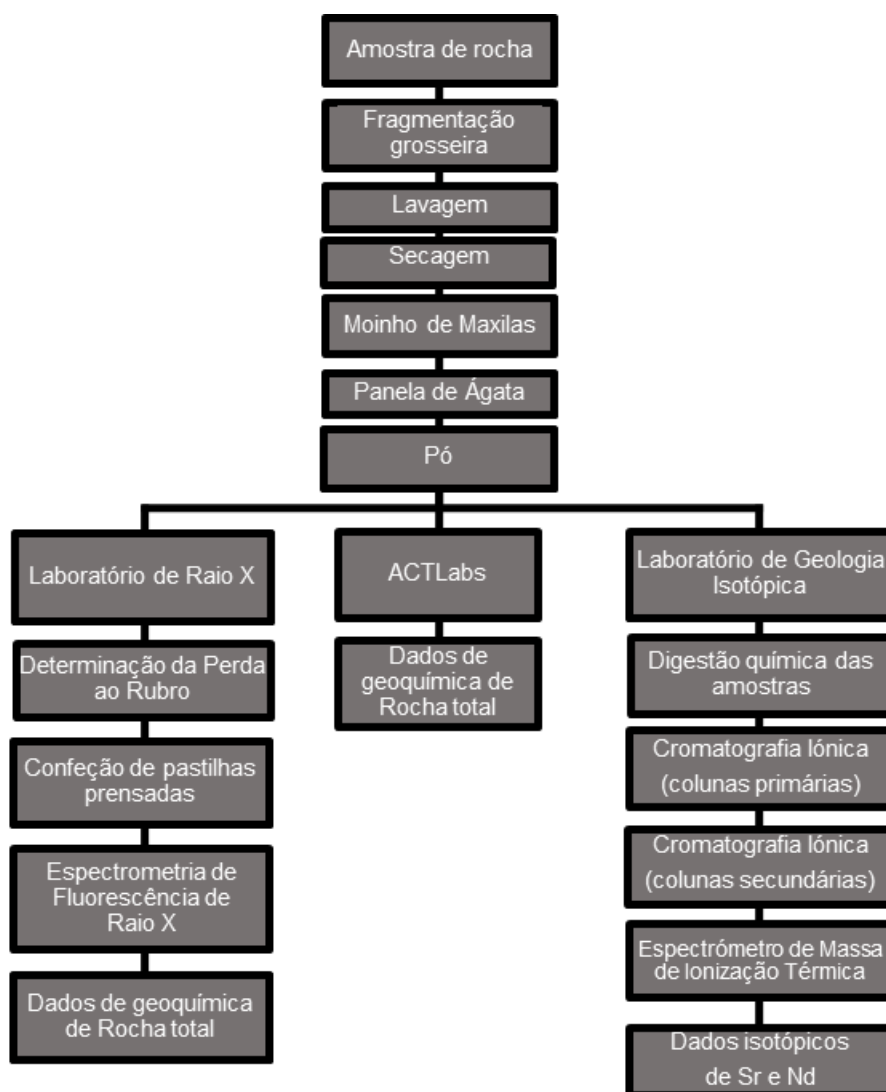 Amostra de rocha
Fragmentação
grosseira
Lavagem
Secagem
Moinho de Maxilas
Panela de Ágata
Pó
Laboratório de Raio X
Determinação da Perda
ao Rubro
Confeção de pastilhas
prensadas
Espectrometria de
Fluorescência de
Raio X
Dados de geoquímica
de Rocha total
ACTLabs
Dados de
geoquímica de
Rocha total
Laboratório de Geologia
Isotópica
Digestão química das
amostras
Cromatografia Iónica
(colunas primárias)
Cromatografia Iónica
(colunas secundárias)
Espectrómetro de Massa
de Ionização Térmica
Dados isotópicos
de Sr e Nd